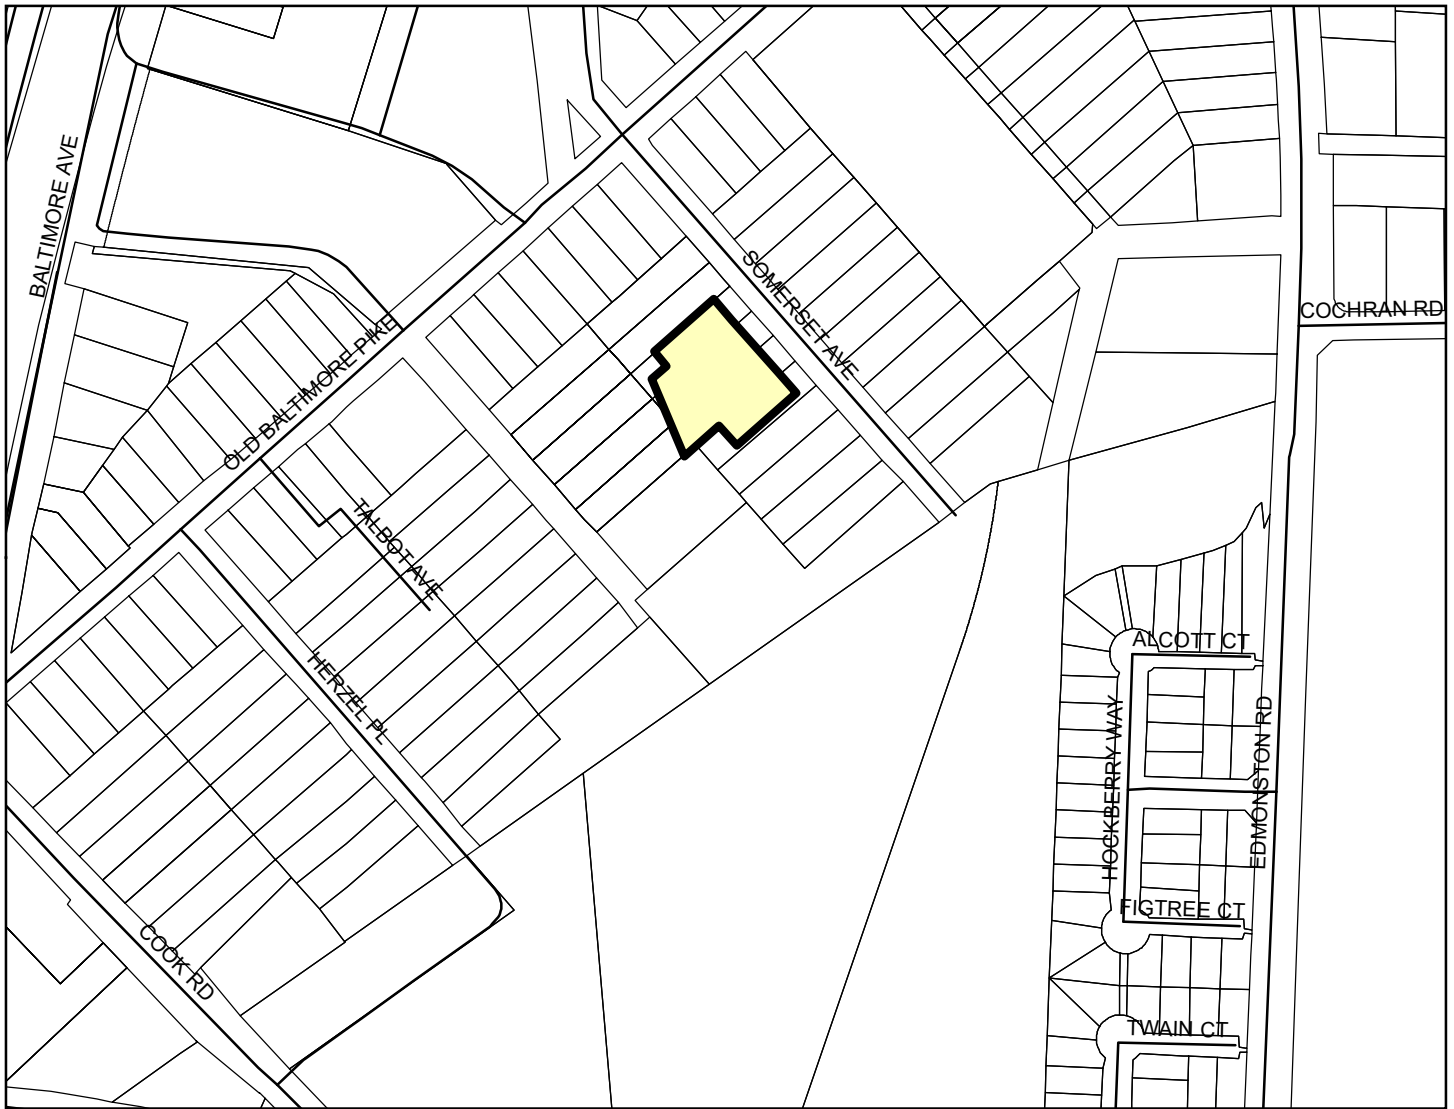 BALTIMORE AVE
SOMERSET AVE
COCHRAN RD
OLD BALTIMORE PIKE
TALBOT AVE
HERZEL PL
ALCOTT CT
HOCKBERRY WAY
EDMONSTON RD
FIGTREE CT
COOK RD
TWAIN CT